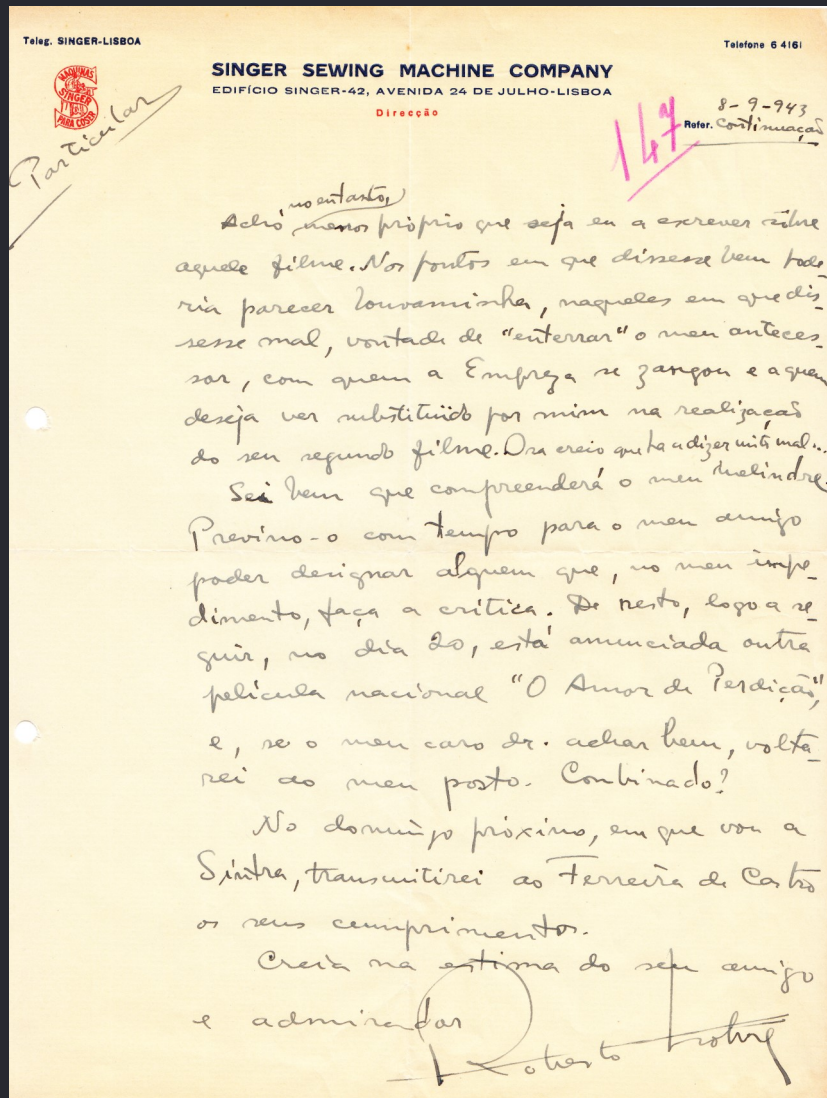 Teleg. SINGER-LISBOA
Telefone 6 4161
MAQUINAS
SINGER
PARA COSER
SINGER SEWING MACHINE COMPANY
EDIFÍCIO SINGER-42, AVENIDA 24 DE JULHO-LISBOA
Direcção
Particular
147
8-9-943
Refer. continuação
no entanto,
Acho menos próprio que seja eu a escrever sôbre
aquele filme. Nos pontos em que dissesse bem pode-
ria parecer louvaminha, naqueles em que dis-
sesse mal, vontade de "enterrar" o meu anteces-
sor, com quem a Empreza se zangou e a quem
deseja ver substituído por mim na realização
do seu segundo filme. Ora creio que há a dizer muito mal...
Sei bem que compreenderá o meu melindre.
Previno-o com tempo para o meu amigo
poder designar alguem que, no meu impe-
dimento, faça a crítica. De resto, logo a se-
guir, no dia 20, está anunciada outra
película nacional "O Amor de Perdição",
e, se o meu caro dr. achar bem, volta-
rei ao meu posto. Combinado?
No domingo próximo, em que vou a
Sintra, transmitirei ao Ferreira de Castro
os seus cumprimentos.
Creia na estima do seu amigo
e admirador
Roberto Nobre